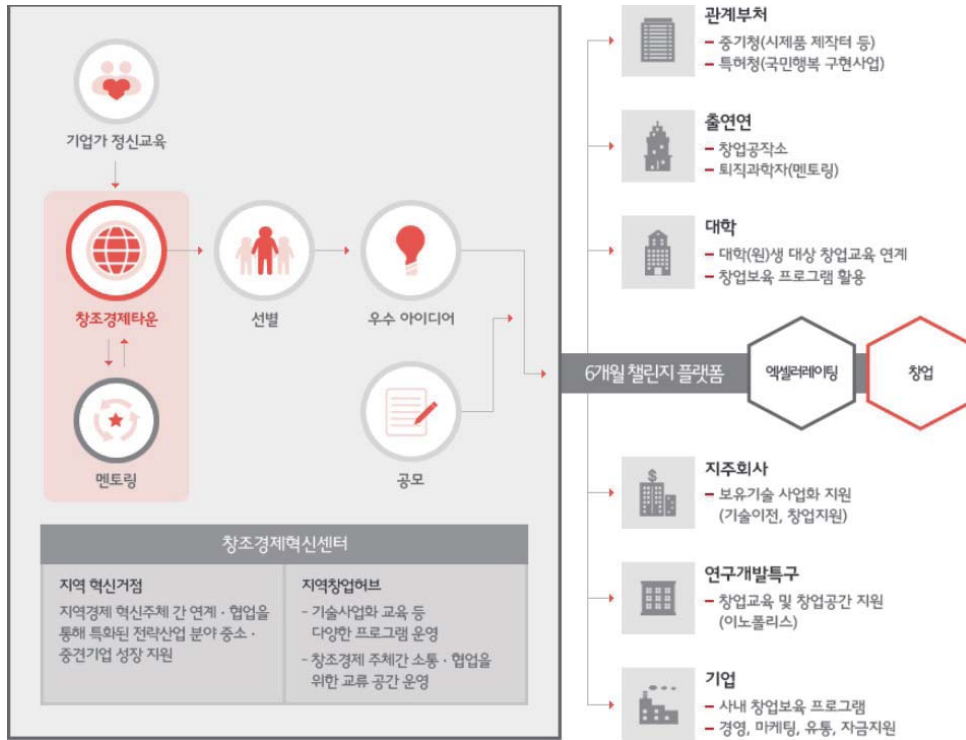 기업가 정신교육
창조경제타운
선별
우수 아이디어
멘토링
공모
창조경제혁신센터
지역 혁신거점
지역경제 혁신주체 간 연계 · 협업을
통해 특화된 전략산업 분야 중소 ·
중견기업 성장 지원
지역창업허브
- 기술사업화 교육 등
다양한 프로그램 운영
- 창조경제 주체간 소통 · 협업을
위한 교류 공간 운영
관계부처
- 중기청(시제품 제작터 등)
- 특허청(국민행복 구현사업)
출연연
- 창업공작소
- 퇴직과학자(멘토링)
대학
- 대학(원)생 대상 창업교육 연계
- 창업보육 프로그램 활용
6개월 챌린지 플랫폼
엑셀러레이팅
창업
지주회사
$
- 보유기술 사업화 지원
(기술이전, 창업지원)
연구개발특구
- 창업교육 및 창업공간 지원
(이노폴리스)
기업
- 사내 창업보육 프로그램
- 경영, 마케팅, 유통, 자금지원